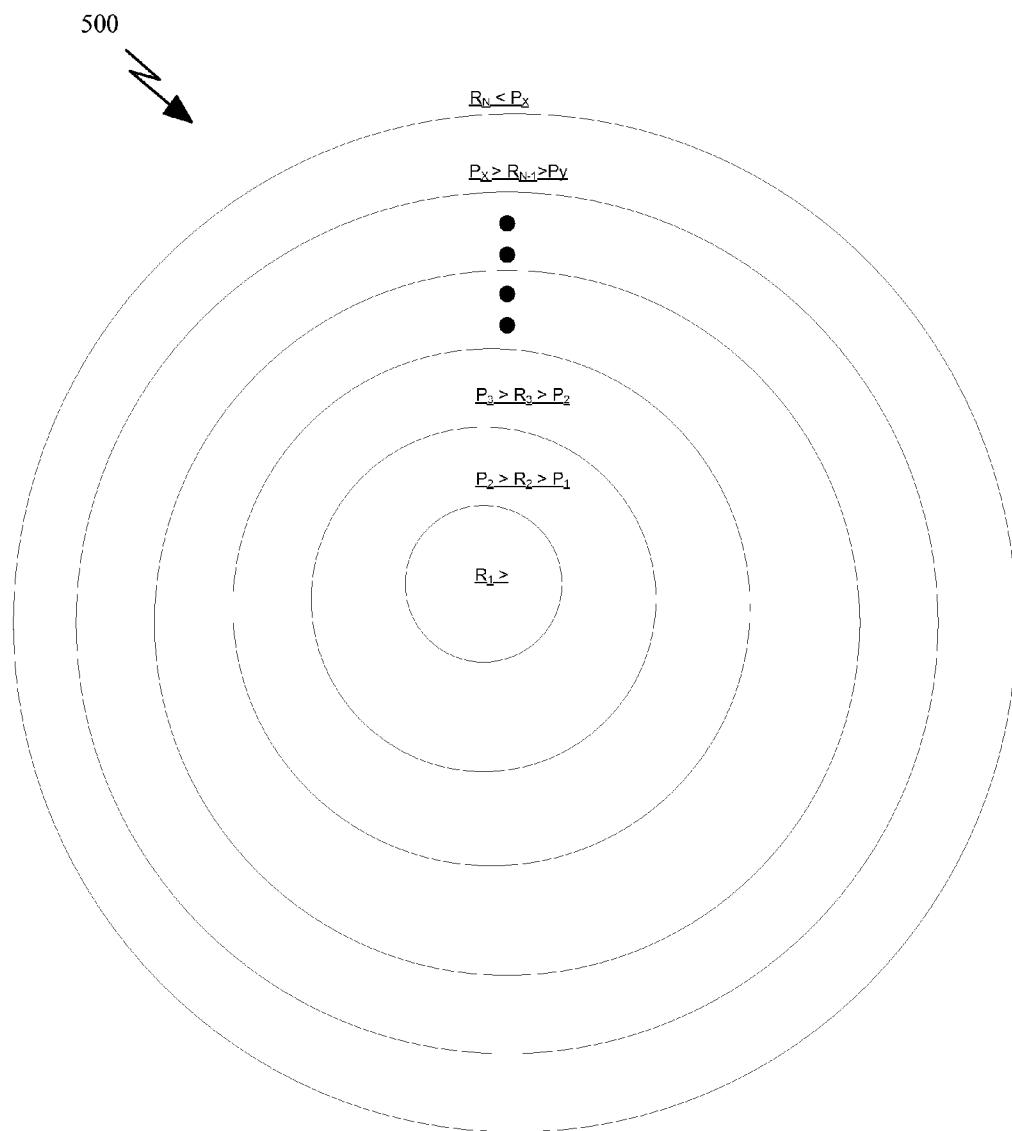 500
R_N < P_X
P_X > R_N-1 >Py
P_3 > R_3 > P_2
P_2 > R_2 > P_1
R_1 >